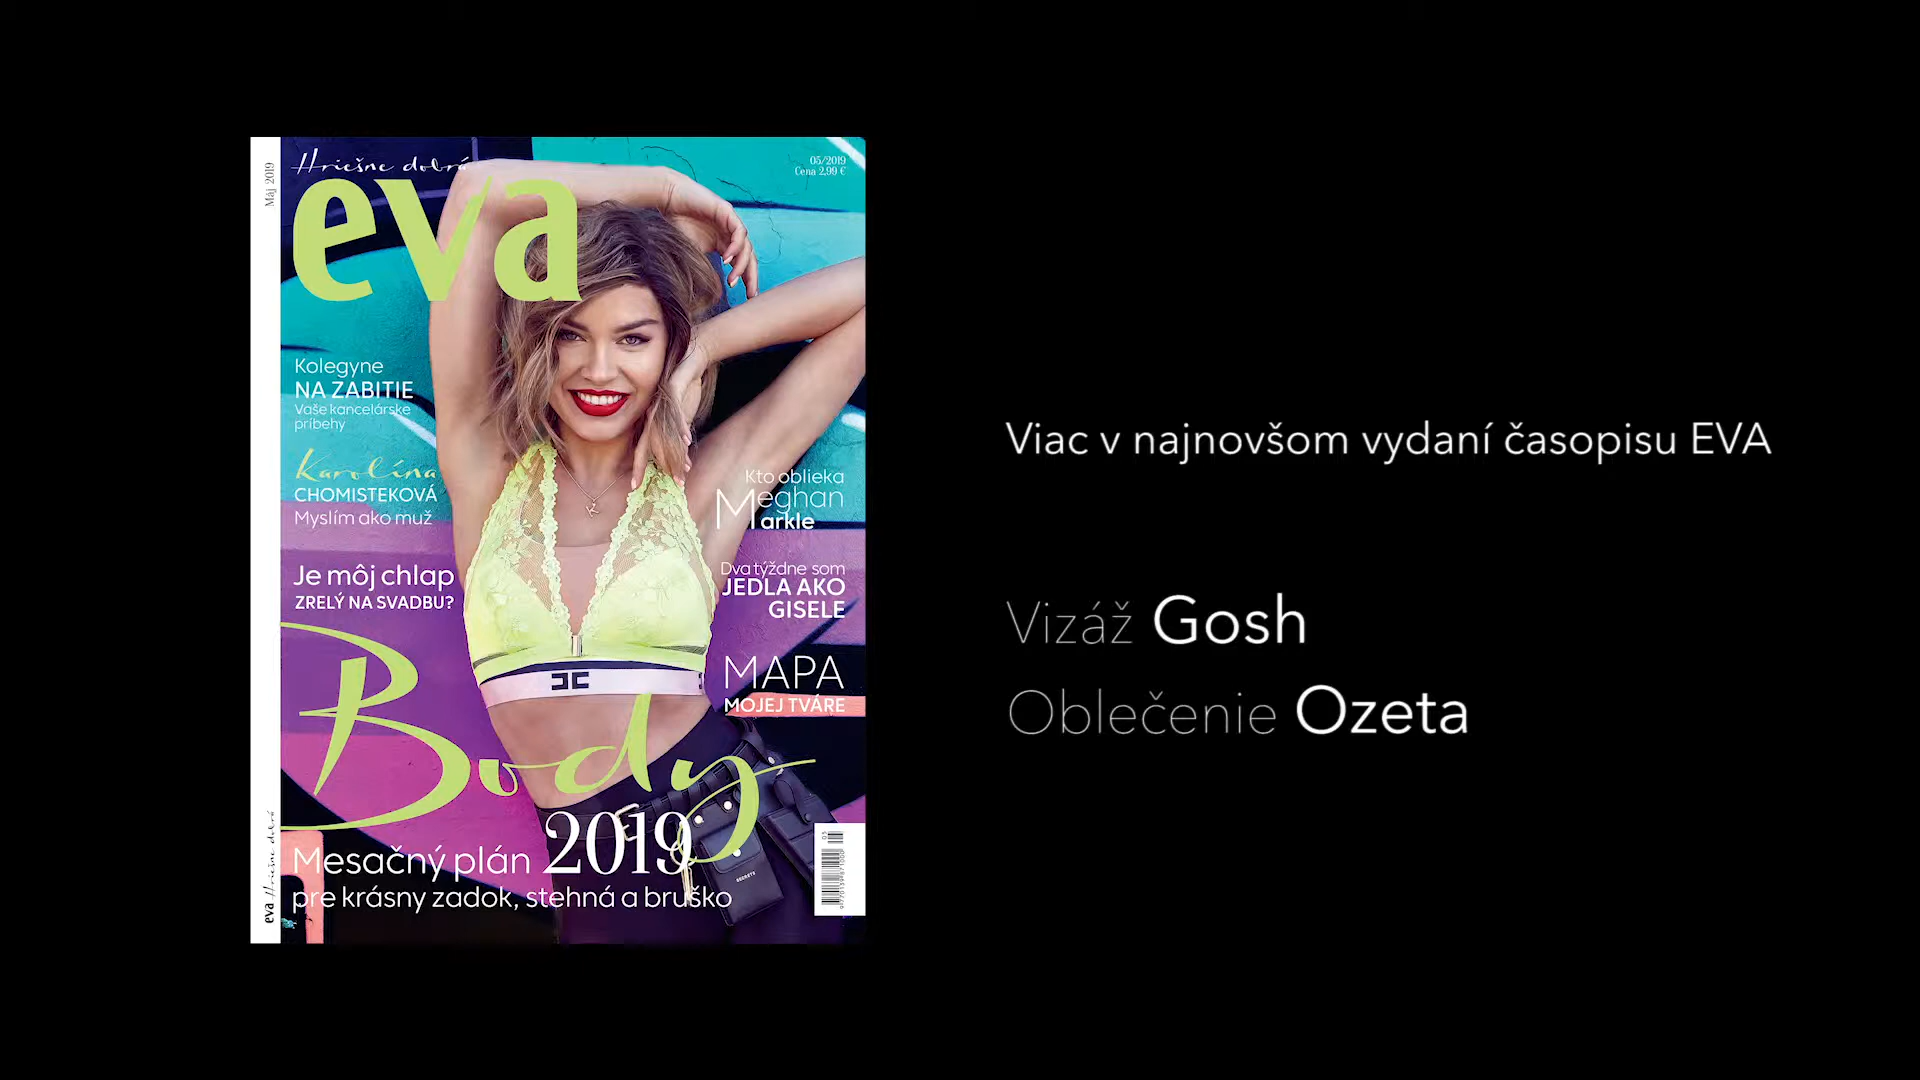 Máj 2019
Hriešne dobrá
eva
05/2019
Cena 2,99 €
Kolegyne
NA ZABITIE
Vaše kancelárske
príbehy
Karolína
CHOMISTEKOVÁ
Myslím ako muž
Je môj chlap
ZRELÝ NA SVADBU?
Kto oblieka
Meghan
Markle
Dva týždne som
JEDLA AKO
GISELE
MAPA
MOJEJ TVÁRE
Body
2019
Mesačný plán
pre krásny zadok, stehná a bruško
eva Hriešne dobrá
Viac v najnovšom vydaní časopisu EVA
Vizáž Gosh
Oblečenie Ozeta